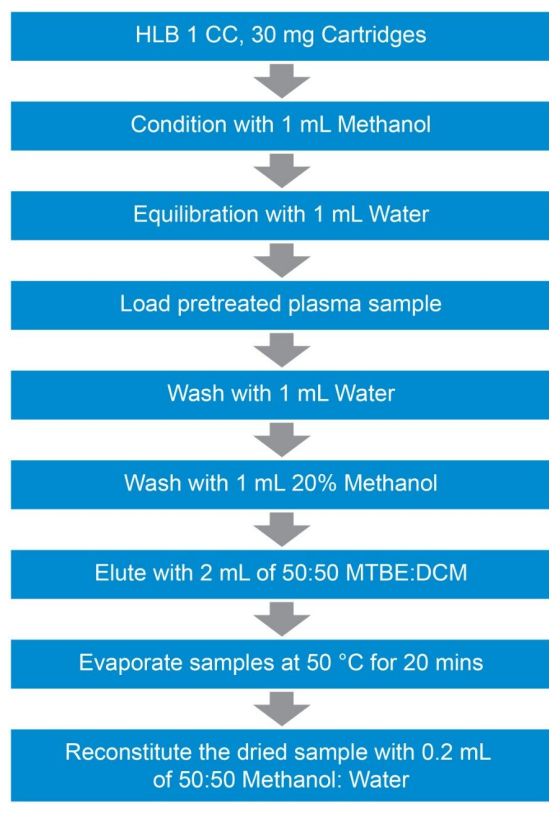 HLB 1 CC, 30 mg Cartridges
Condition with 1 mL Methanol
Equilibration with 1 mL Water
Load pretreated plasma sample
Wash with 1 mL Water
Wash with 1 mL 20% Methanol
Elute with 2 mL of 50:50 MTBE:DCM
Evaporate samples at 50 °C for 20 mins
Reconstitute the dried sample with 0.2 mL
of 50:50 Methanol: Water